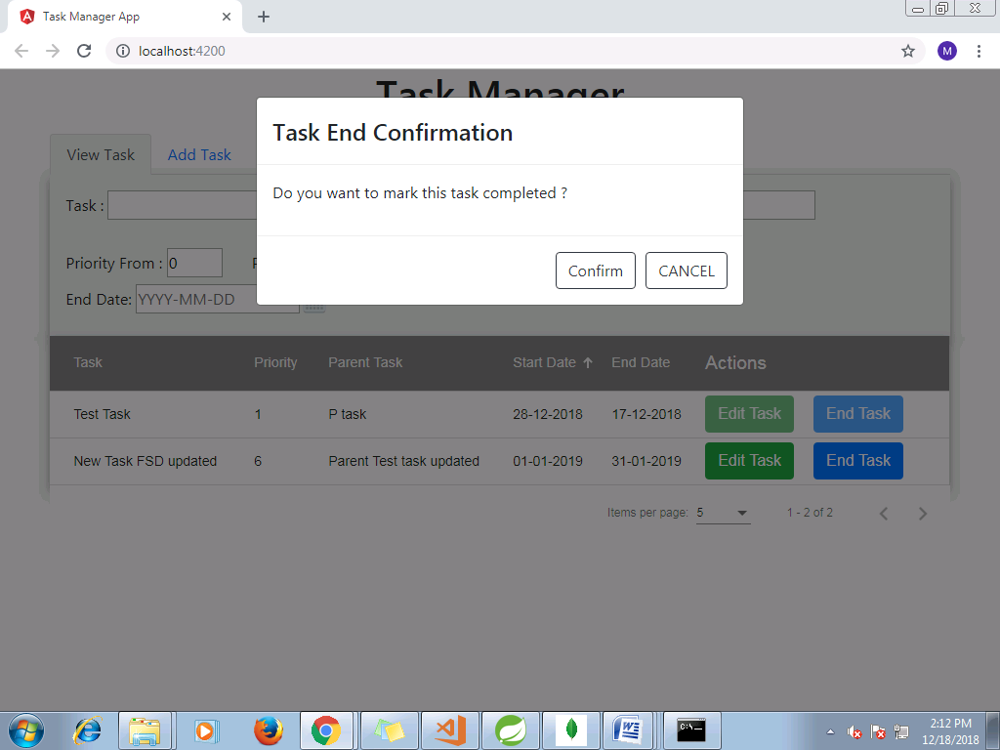 Task Manager App
localhost:4200
M
Task Manager
Task End Confirmation
View Task Add Task
Do you want to mark this task completed ?
Task :
Priority From : 0
Confirm CANCEL
End Date: YYYY-MM-DD
Task Priority Parent Task Start Date End Date Actions
Test Task 1 P task 28-12-2018 17-12-2018 Edit Task End Task
New Task FSD updated 6 Parent Test task updated 01-01-2019 31-01-2019 Edit Task End Task
Items per page: 5 1 - 2 of 2
2:12 PM
12/18/2018